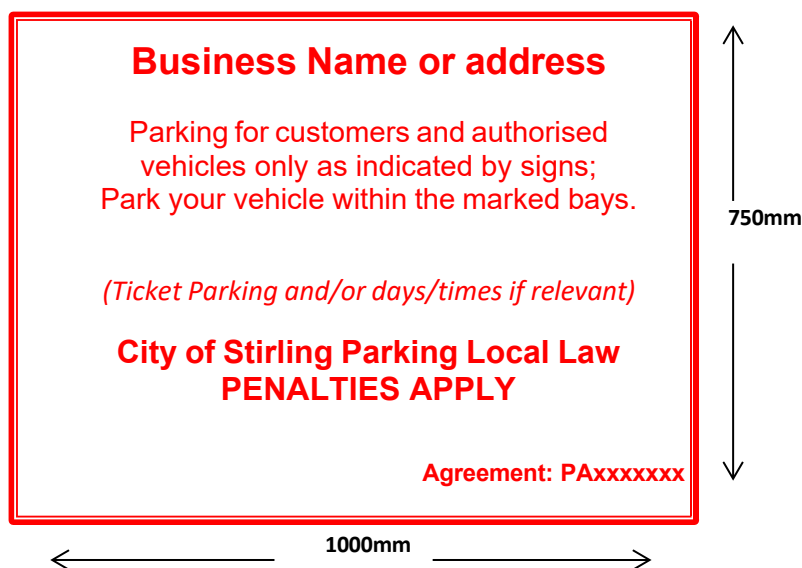 Business Name or address
Parking for customers and authorised
vehicles only as indicated by signs;
Park your vehicle within the marked bays.
750mm
(Ticket Parking and/or days/times if relevant)
City of Stirling Parking Local Law
PENALTIES APPLY
Agreement: PAxxxxxxx
1000mm